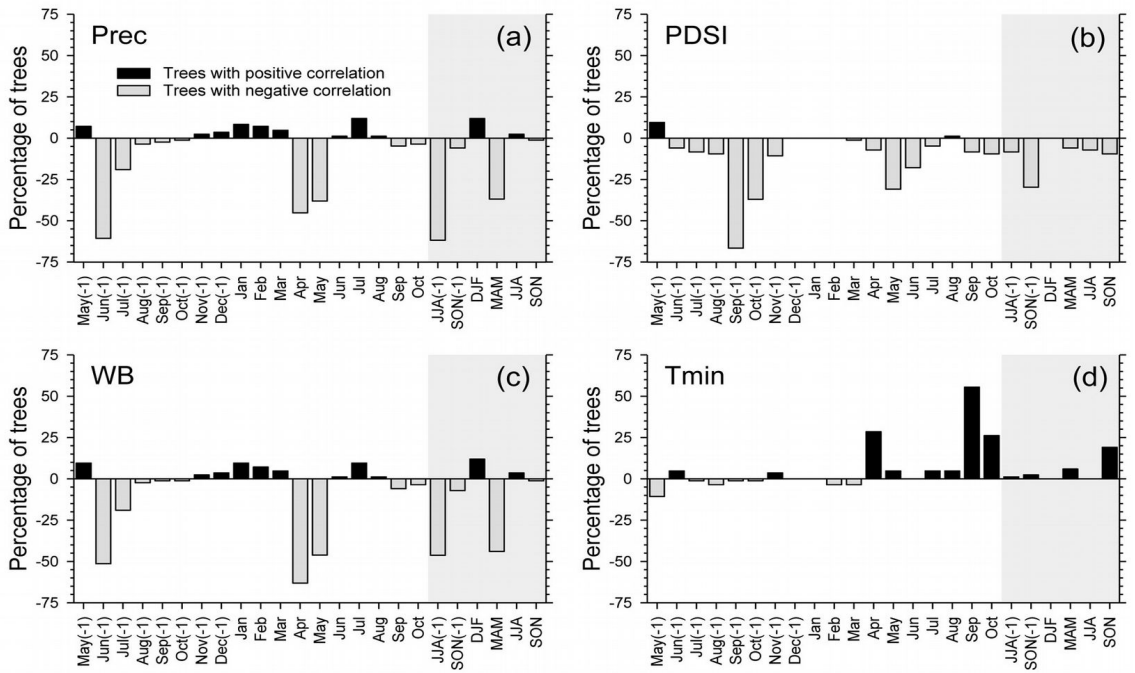 Prec
(a)
Trees with positive correlation
Trees with negative correlation
Percentage of trees
75
50
25
0
-25
-50
-75
May(-1)
Jun(-1)
Jul(-1)
Aug(-1)
Sep(-1)
Oct(-1)
Nov(-1)
Dec(-1)
Jan
Feb
Mar
Apr
May
Jun
Jul
Aug
Sep
Oct
JJA(-1)
SON(-1)
DJF
MAM
JJA
SON
PDSI
(b)
Percentage of trees
75
50
25
0
-25
-50
-75
May(-1)
Jun(-1)
Jul(-1)
Aug(-1)
Sep(-1)
Oct(-1)
Nov(-1)
Dec(-1)
Jan
Feb
Mar
Apr
May
Jun
Jul
Aug
Sep
Oct
JJA(-1)
SON(-1)
DJF
MAM
JJA
SON
WB
(c)
Percentage of trees
75
50
25
0
-25
-50
-75
May(-1)
Jun(-1)
Jul(-1)
Aug(-1)
Sep(-1)
Oct(-1)
Nov(-1)
Dec(-1)
Jan
Feb
Mar
Apr
May
Jun
Jul
Aug
Sep
Oct
JJA(-1)
SON(-1)
DJF
MAM
JJA
SON
Tmin
(d)
Percentage of trees
75
50
25
0
-25
-50
-75
May(-1)
Jun(-1)
Jul(-1)
Aug(-1)
Sep(-1)
Oct(-1)
Nov(-1)
Dec(-1)
Jan
Feb
Mar
Apr
May
Jun
Jul
Aug
Sep
Oct
JJA(-1)
SON(-1)
DJF
MAM
JJA
SON